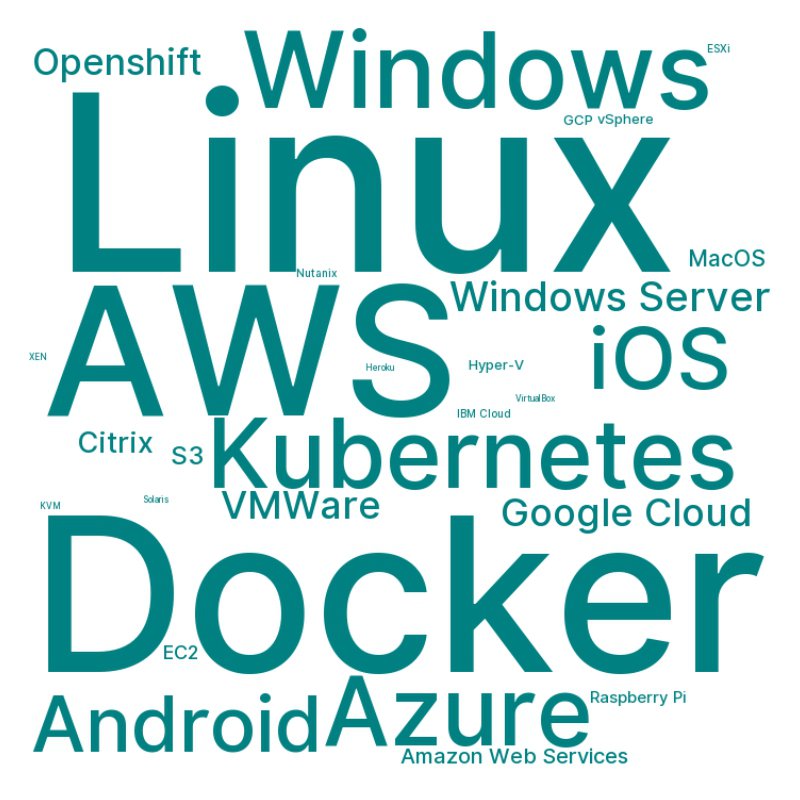 Openshift
Windows
ESXi
GCP
vSphere
Linux
MacOS
Nutanix
Windows Server
AWS
iOS
XEN
Heroku
Hyper-V
VirtualBox
IBM Cloud
Citrix
S3
Kubernetes
KVM
Solaris
VMWare
Google Cloud
Docker
EC2
Android
Azure
Raspberry Pi
Amazon Web Services